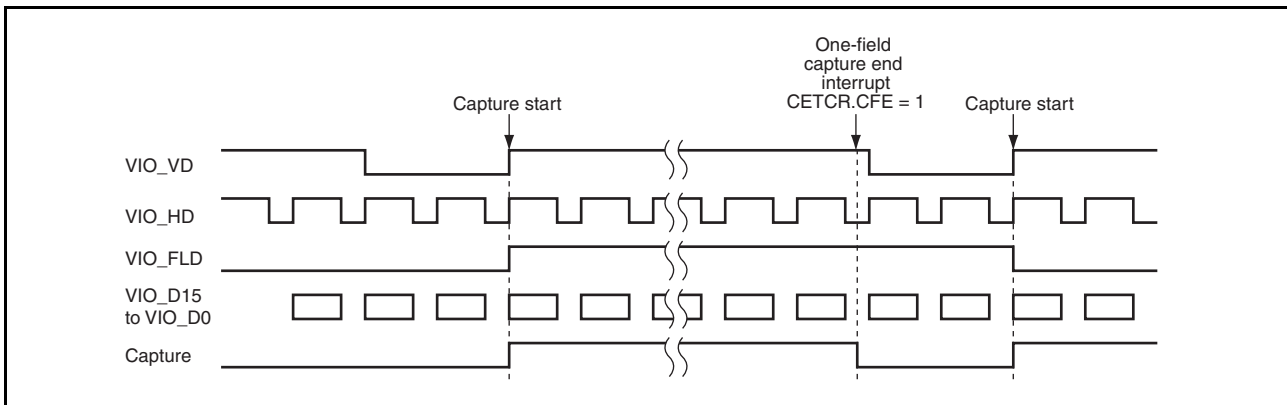 One-field
capture end
interrupt
CETCR.CFE = 1
Capture start
Capture start
VIO_VD
VIO_HD
VIO_FLD
VIO_D15
to VIO_D0
Capture